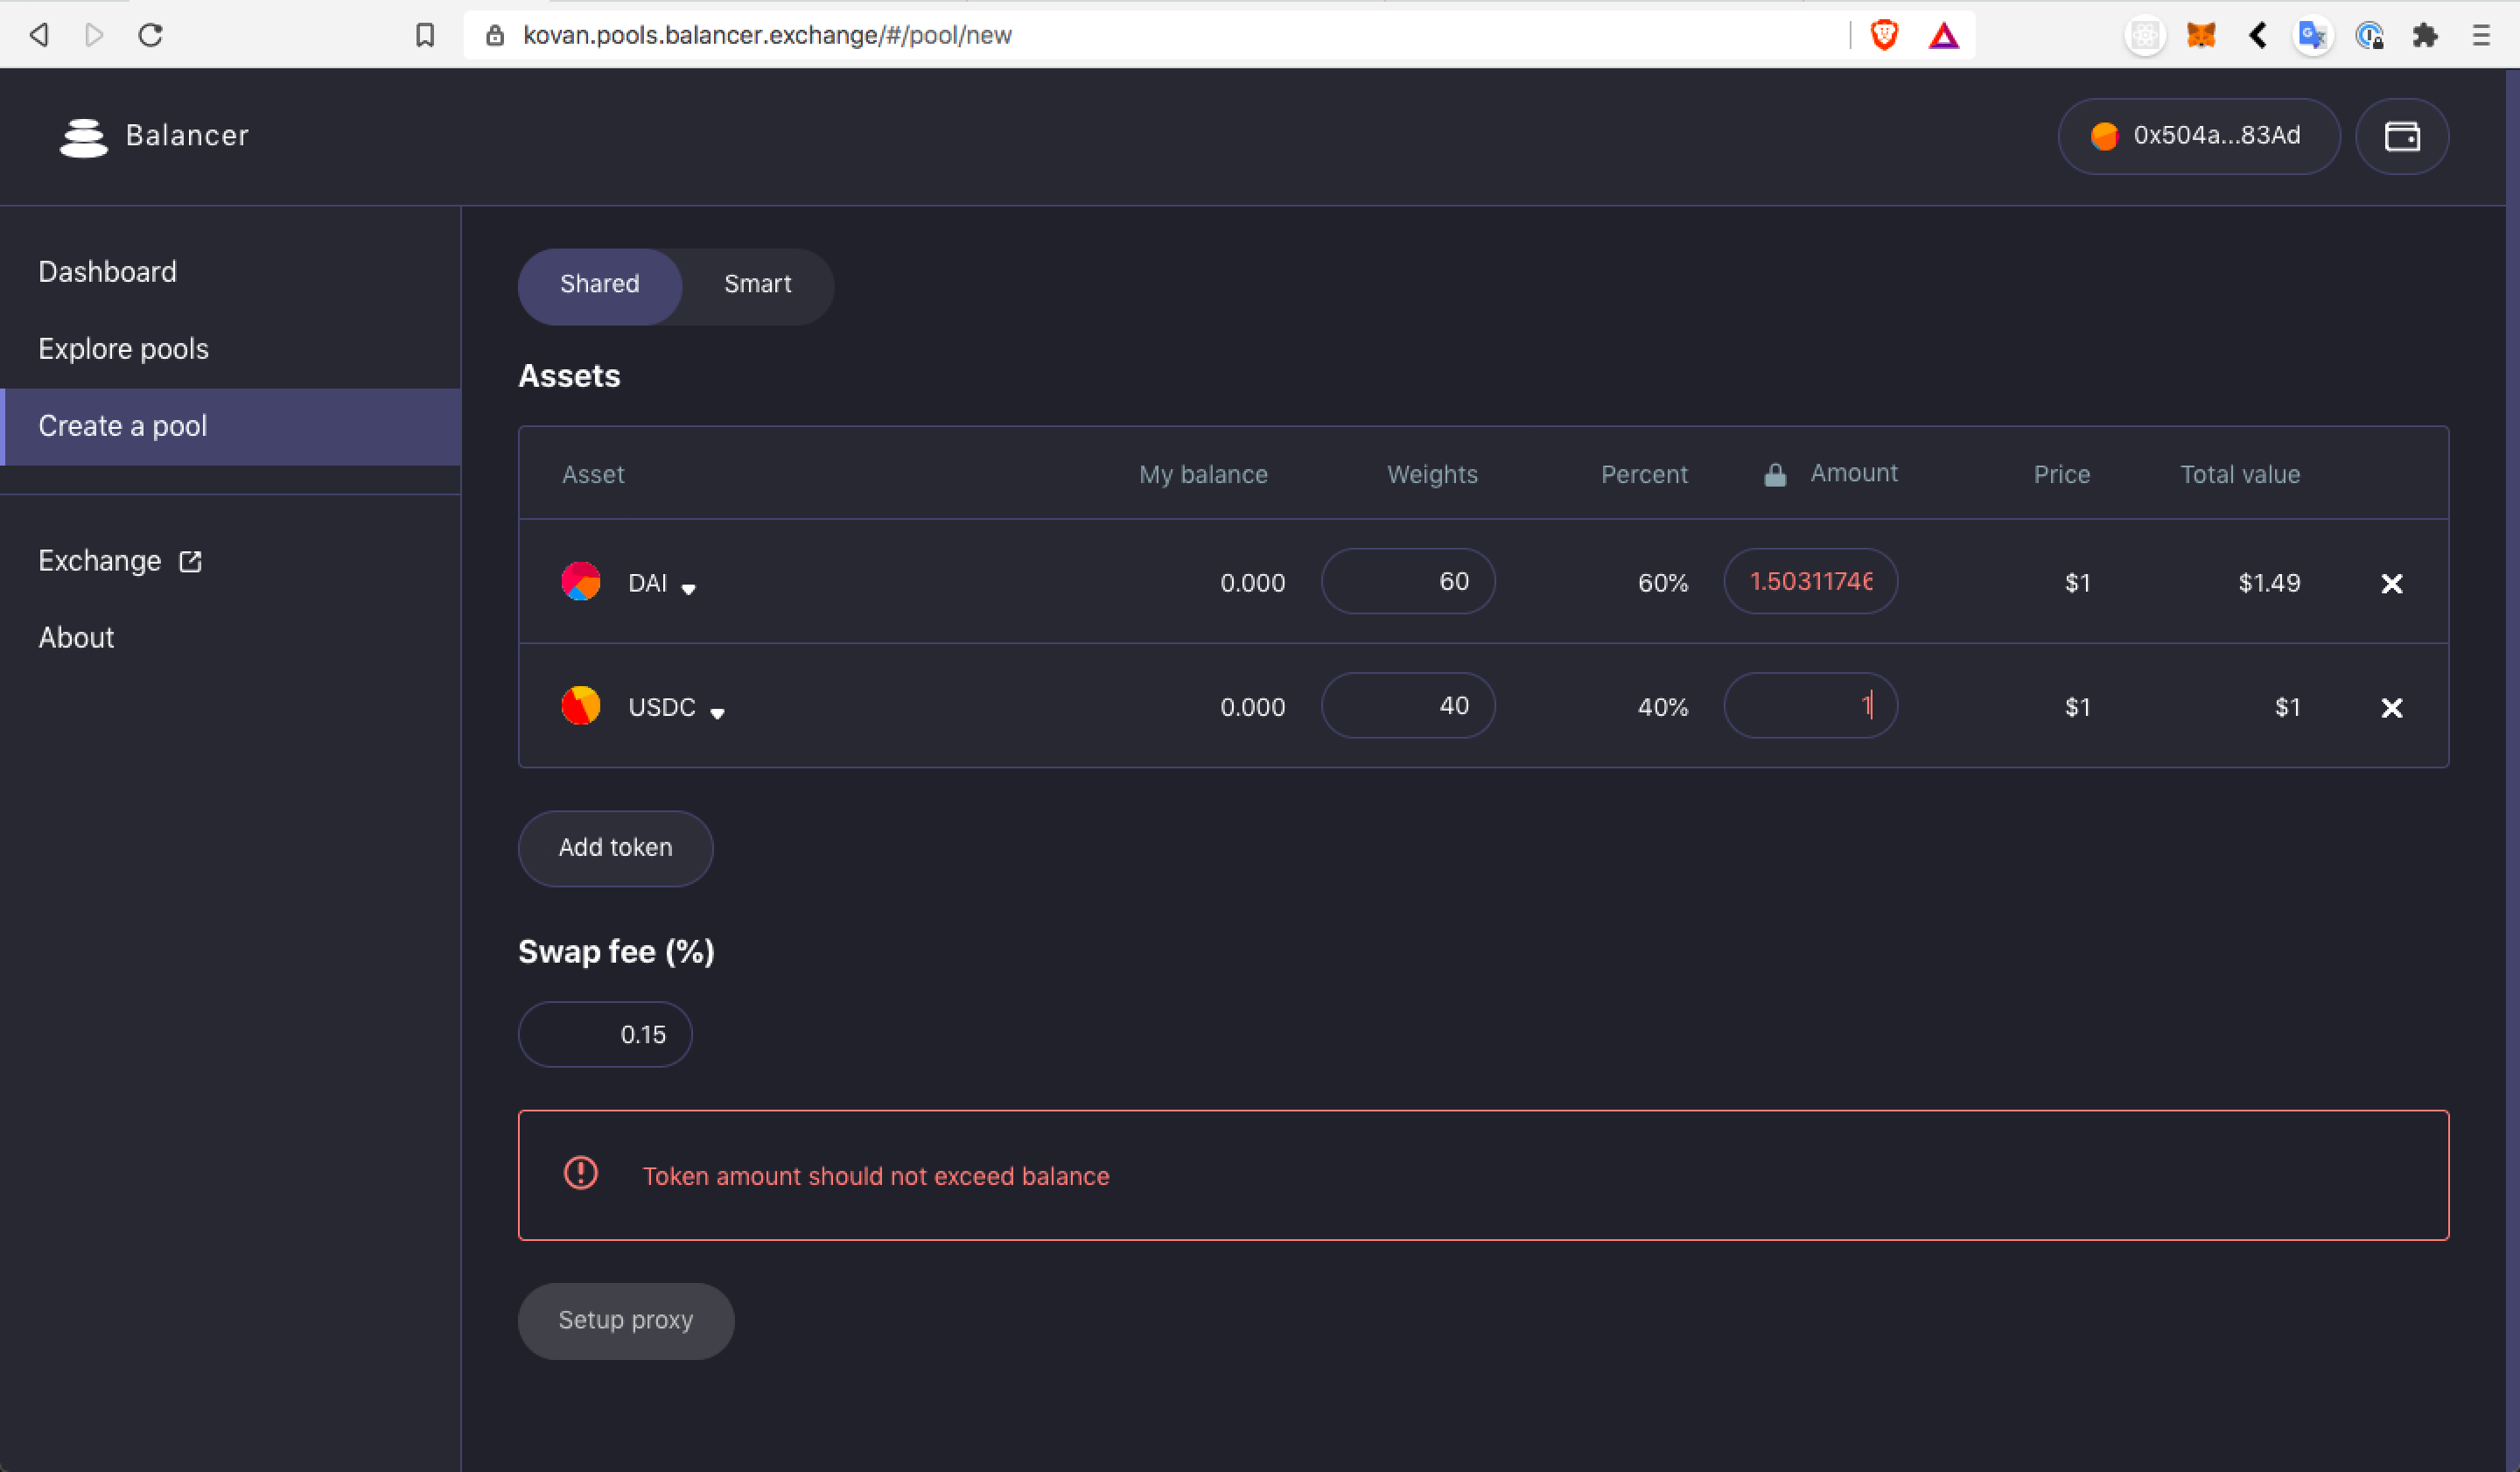 kovan.pools.balancer.exchange/#/pool/new
Balancer
0x504a...83Ad
Dashboard
Explore pools
Create a pool
Exchange
About
Shared Smart
Assets
Asset My balance Weights Percent Amount Price Total value
DAI 0.000 60 60% 1.50311746 $1 $1.49
USDC 0.000 40 40% 1 $1 $1
Add token
Swap fee (%)
0.15
Token amount should not exceed balance
Setup proxy